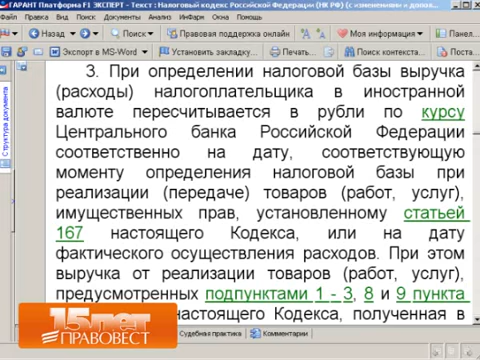 ГАРАНТ Платформа F1 ЭКСПЕРТ - Текст : Налоговый кодекс Российской Федерации (НК РФ) (с изменениями и допол
Файл Правка Вид Поиск Документы Анализ ИнфАрм Окна Помощь
Назад Поиск Правовая поддержка онлайн Моя информация Панел...
Экспорт в MS-Word Установить закладку... Печать... Поиск контекста... Постав
Структура документа
3. При определении налоговой базы выручка
(расходы) налогоплательщика в иностранной
валюте пересчитывается в рубли по курсу
Центрального банка Российской Федерации
соответственно на дату, соответствующую
моменту определения налоговой базы при
реализации (передаче) товаров (работ, услуг),
имущественных прав, установленному статьей
167 настоящего Кодекса, или на дату
фактического осуществления расходов. При этом
выручка от реализации товаров (работ, услуг),
предусмотренных подпунктами 1 - 3, 8 и 9 пункта
настоящего Кодекса, полученная в
15 лет
ПРАВОВЕСТ
Судебная практика Комментарии